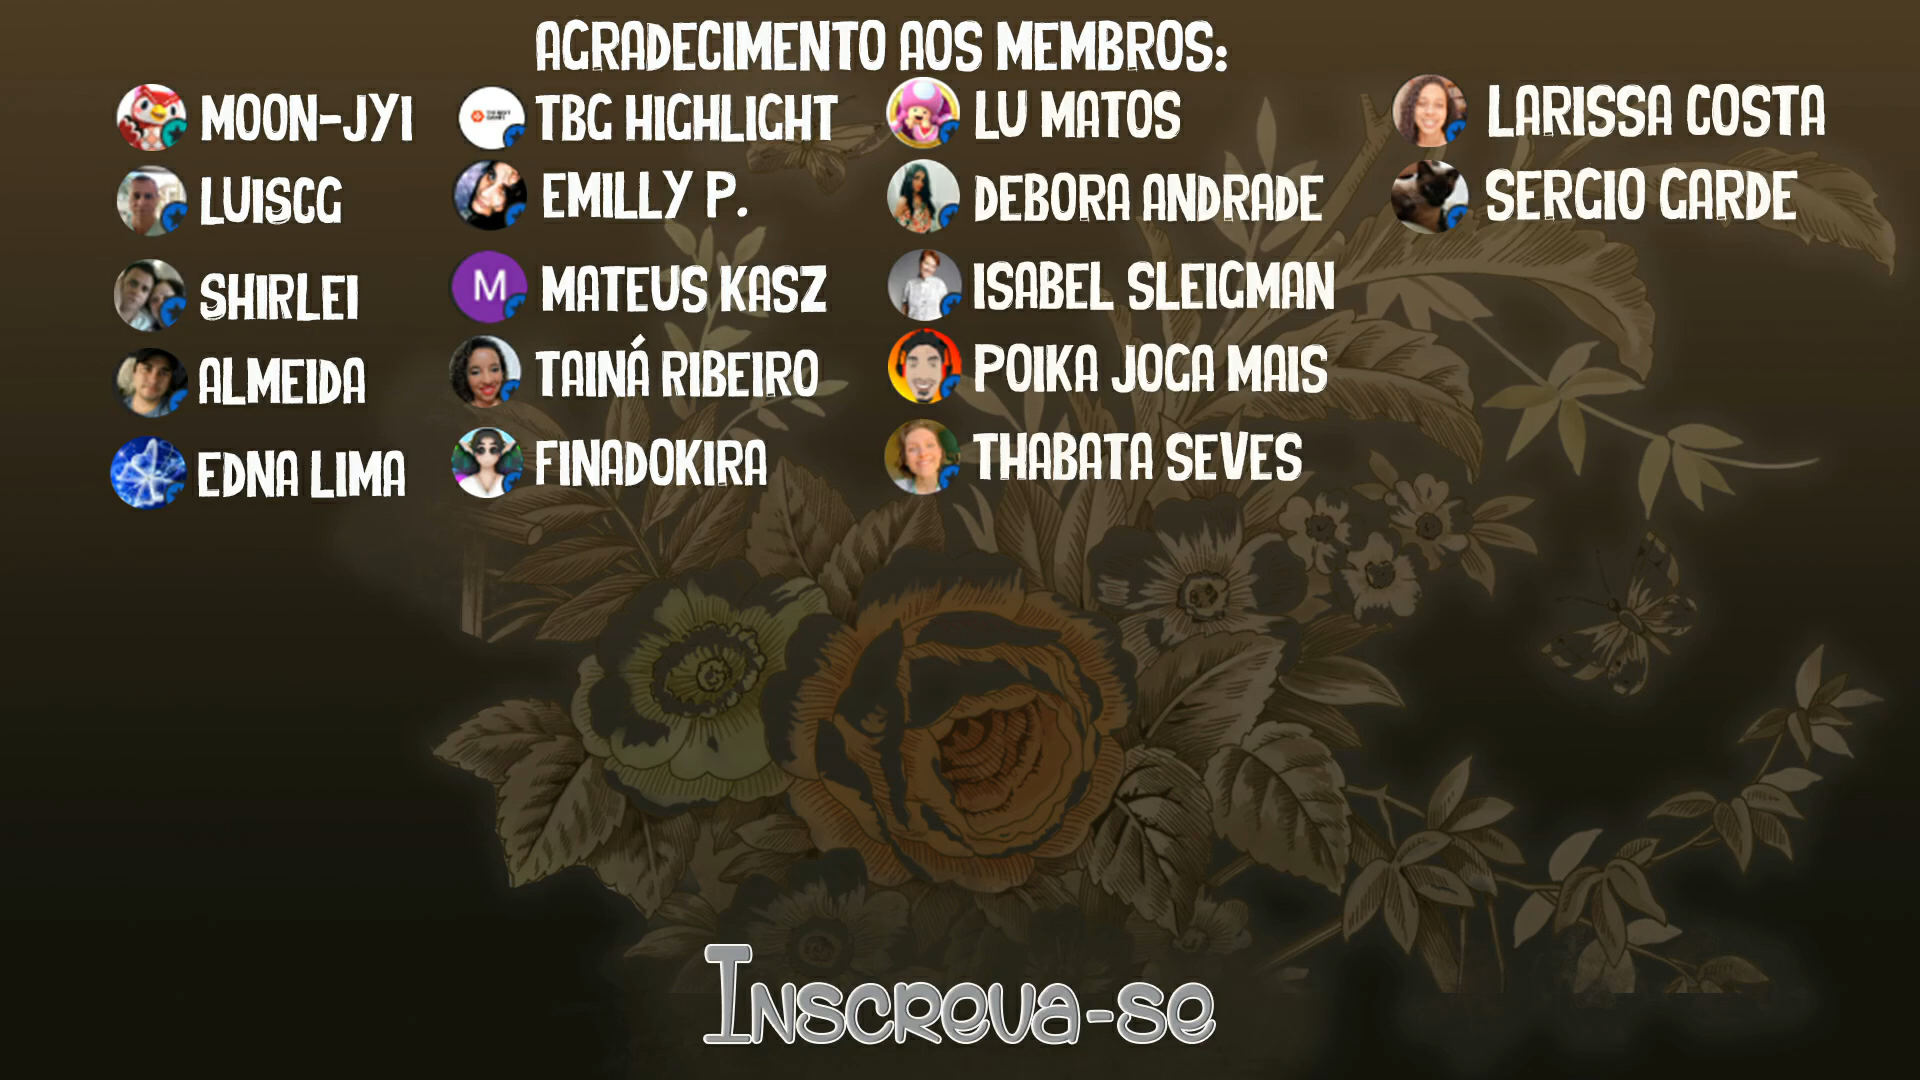 AGRADECIMENTO AOS MEMBROS:
MOON-JYI
LUISCG
SHIRLEI
ALMEIDA
EDNA LIMA
TBG HIGHLIGHT
EMILLY P.
M
MATEUS KASZ
TAINÁ RIBEIRO
FINADOKIRA
LU MATOS
DEBORA ANDRADE
ISABEL SLEIGMAN
POIKA JOGA MAIS
THABATA SEVES
LARISSA COSTA
SERGIO GARDE
Inscreva-se